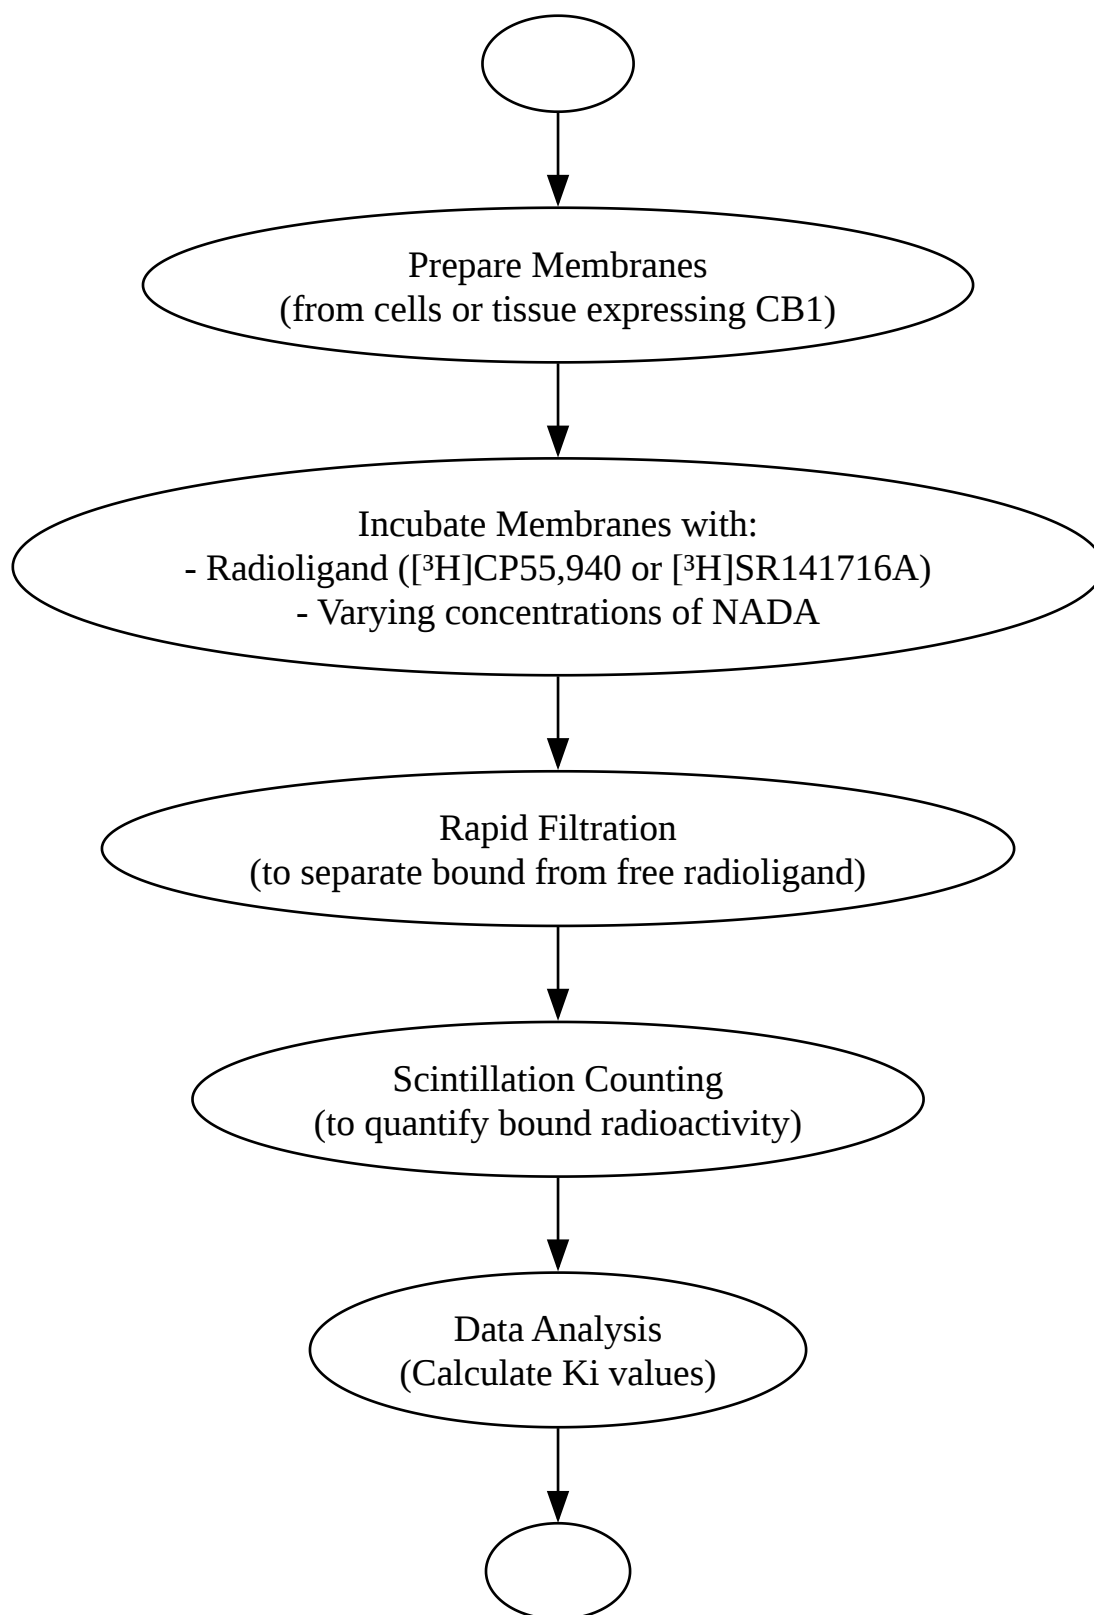 Prepare Membranes
(from cells or tissue expressing CB1)
Incubate Membranes with:
- Radioligand ([³H]CP55,940 or [³H]SR141716A)
- Varying concentrations of NADA
Rapid Filtration
(to separate bound from free radioligand)
Scintillation Counting
(to quantify bound radioactivity)
Data Analysis
(Calculate Ki values)